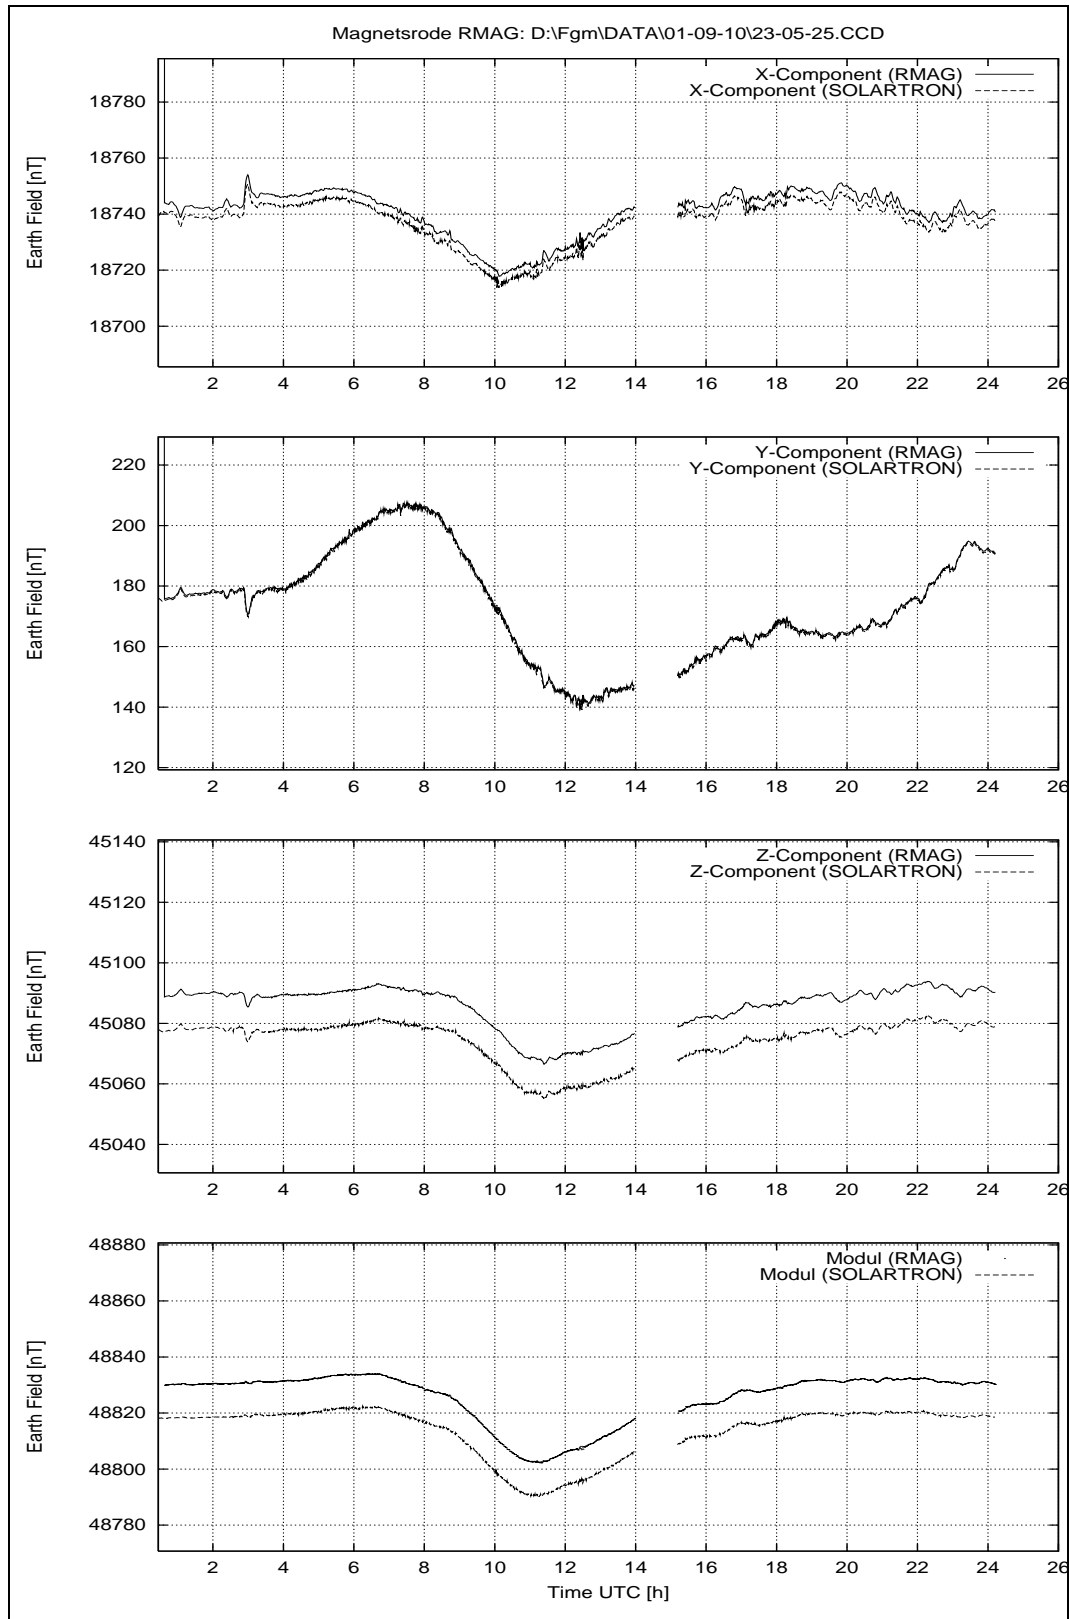 Magnetsrode RMAG: D:\Fgm\DATA\01-09-10\23-05-25.CCD
X-Component (RMAG)
X-Component (SOLARTRON)
18780
18760
18740
18720
18700
Earth Field [nT]
2 4 6 8 10 12 14 16 18 20 22 24 26
Y-Component (RMAG)
Y-Component (SOLARTRON)
220
200
180
160
140
120
Earth Field [nT]
2 4 6 8 10 12 14 16 18 20 22 24 26
Z-Component (RMAG)
Z-Component (SOLARTRON)
45140
45120
45100
45080
45060
45040
Earth Field [nT]
2 4 6 8 10 12 14 16 18 20 22 24 26
Modul (RMAG)
Modul (SOLARTRON)
48880
48860
48840
48820
48800
48780
Earth Field [nT]
2 4 6 8 10 12 14 16 18 20 22 24 26
Time UTC [h]